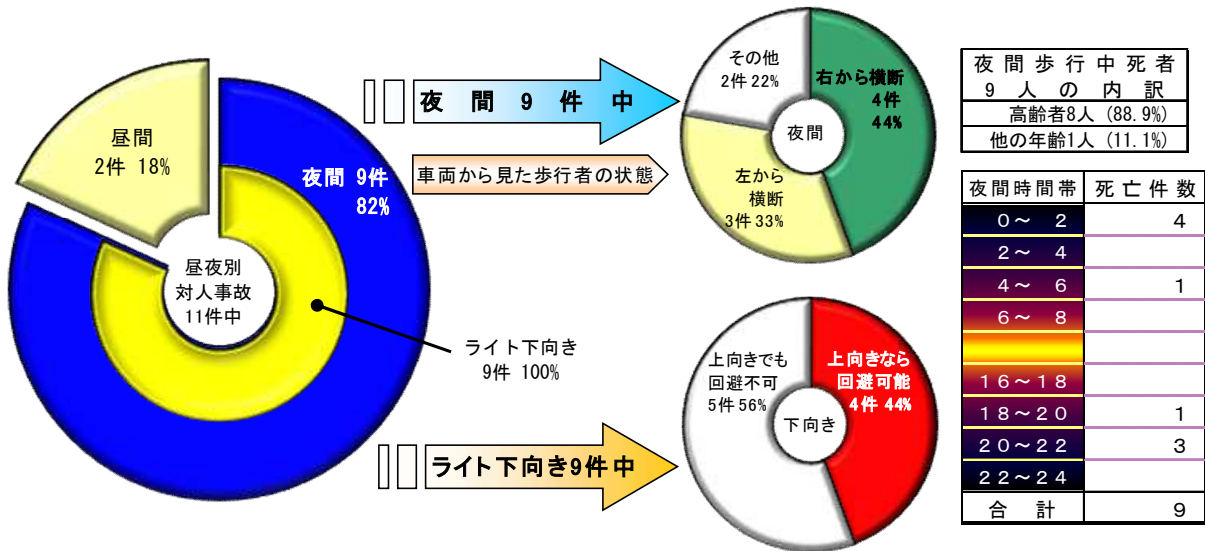 昼間
2件 18%
夜間 9件
82%
昼夜別
対人事故
11件中
ライト下向き
9件 100%
夜間9件中
車両から見た歩行者の状態
その他
2件 22%
右から横断
4件
44%
夜間
左から
横断
3件 33%
ライト下向き9件中
上向きでも
回避不可
5件 56%
上向きなら
回避可能
4件 44%
下向き
夜間歩行中死者
9人の内訳
高齢者8人 (88.9%)
他の年齢1人 (11.1%)
夜間時間帯 死亡件数
0～ 2 4
2～ 4
4～ 6 1
6～ 8
16～18
18～20 1
20～22 3
22～24
合計 9